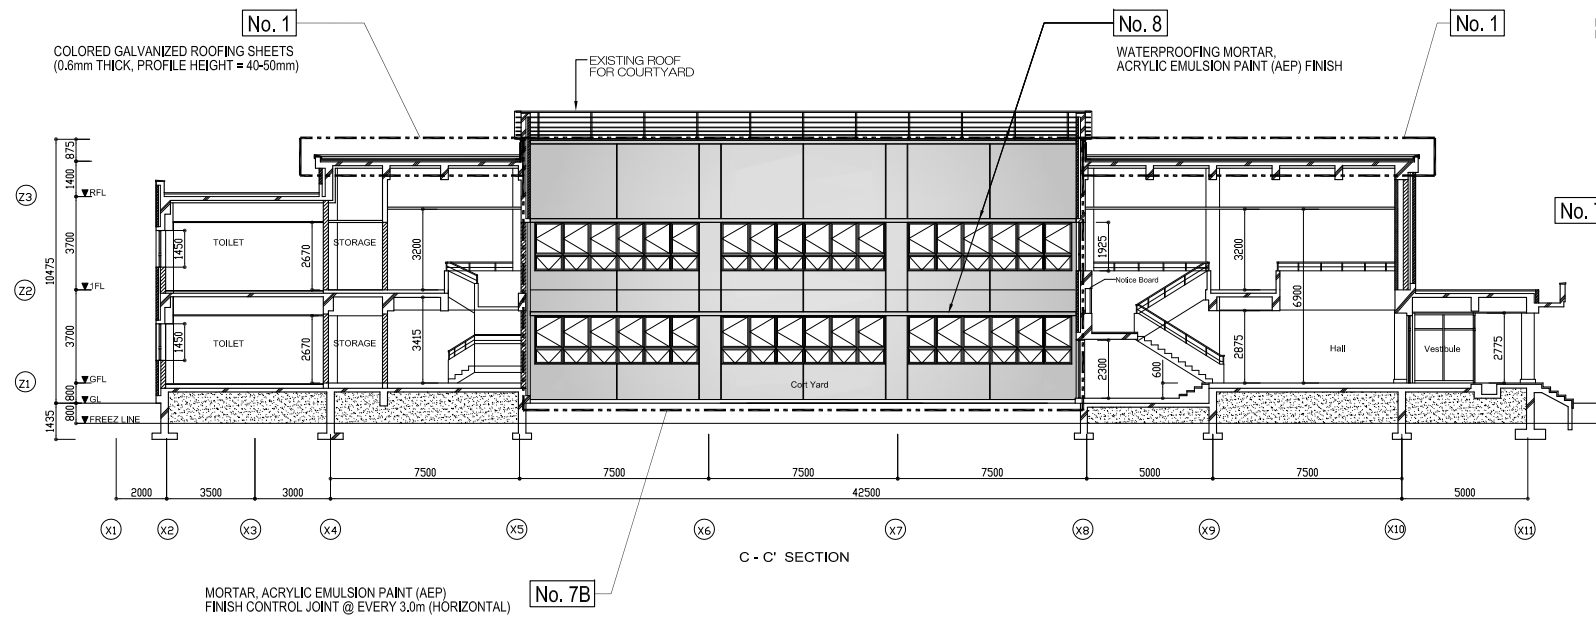 No. 1
No. 8
No. 1
COLORED GALVANIZED ROOFING SHEETS
(0.6mm THICK, PROFILE HEIGHT = 40-50mm)
EXISTING ROOF
FOR COURTYARD
WATERPROOFING MORTAR,
ACRYLIC EMULSION PAINT (AEP) FINISH
No.
875
1400
3700
3700
800
800
10475
1435
Z3
Z2
Z1
RFL
1FL
GFL
GL
FREEZ LINE
1450
TOILET
2670
STORAGE
3200
1925
3200
6900
Notice Board
1450
TOILET
2670
STORAGE
3415
Cort Yard
2300
600
2875
Hall
Vestibule
2775
7500
7500
7500
7500
5000
7500
2000
3500
3000
42500
5000
X1
X2
X3
X4
X5
X6
X7
X8
X9
X10
X11
C - C' SECTION
MORTAR, ACRYLIC EMULSION PAINT (AEP)
FINISH CONTROL JOINT @ EVERY 3.0m (HORIZONTAL)
No. 7B